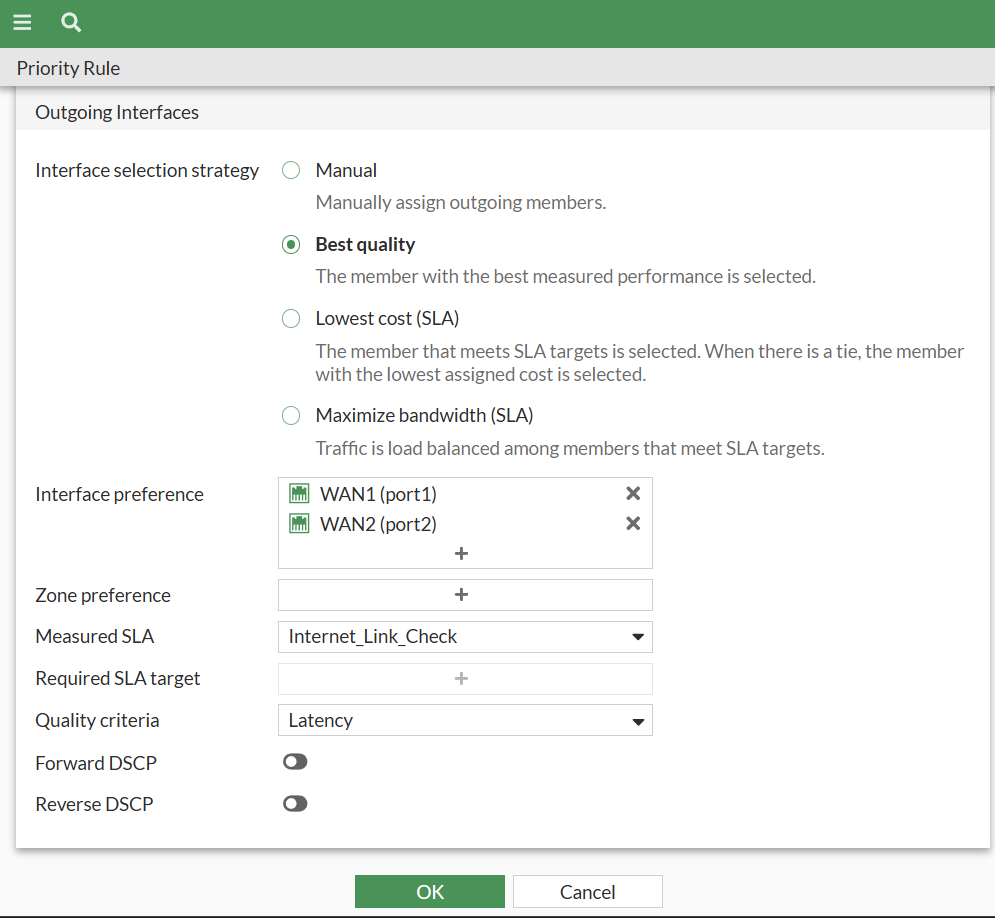 Priority Rule
Outgoing Interfaces
Interface selection strategy
Manual
Manually assign outgoing members.
Best quality
The member with the best measured performance is selected.
Lowest cost (SLA)
The member that meets SLA targets is selected. When there is a tie, the member
with the lowest assigned cost is selected.
Maximize bandwidth (SLA)
Traffic is load balanced among members that meet SLA targets.
Interface preference
WAN1 (port1)
WAN2 (port2)
Zone preference
Measured SLA
Internet_Link_Check
Required SLA target
Quality criteria
Latency
Forward DSCP
Reverse DSCP
OK
Cancel